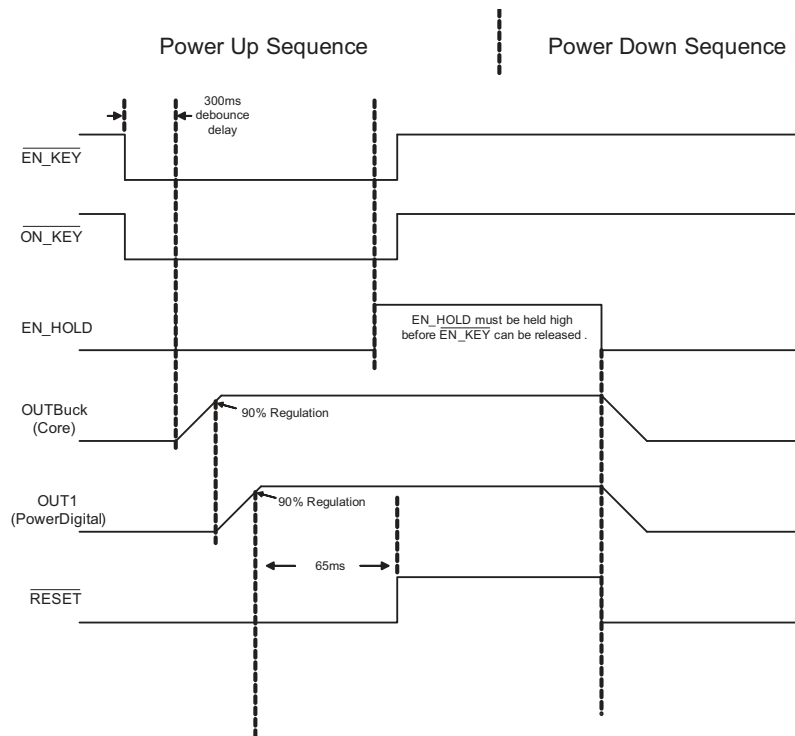 Power Up Sequence
Power Down Sequence
300ms
debounce
delay
EN_KEY
ON_KEY
EN_HOLD
EN_HOLD must be held high
before EN_KEY can be released .
OUTBuck
(Core)
90% Regulation
OUT1
(PowerDigital)
90% Regulation
65ms
RESET